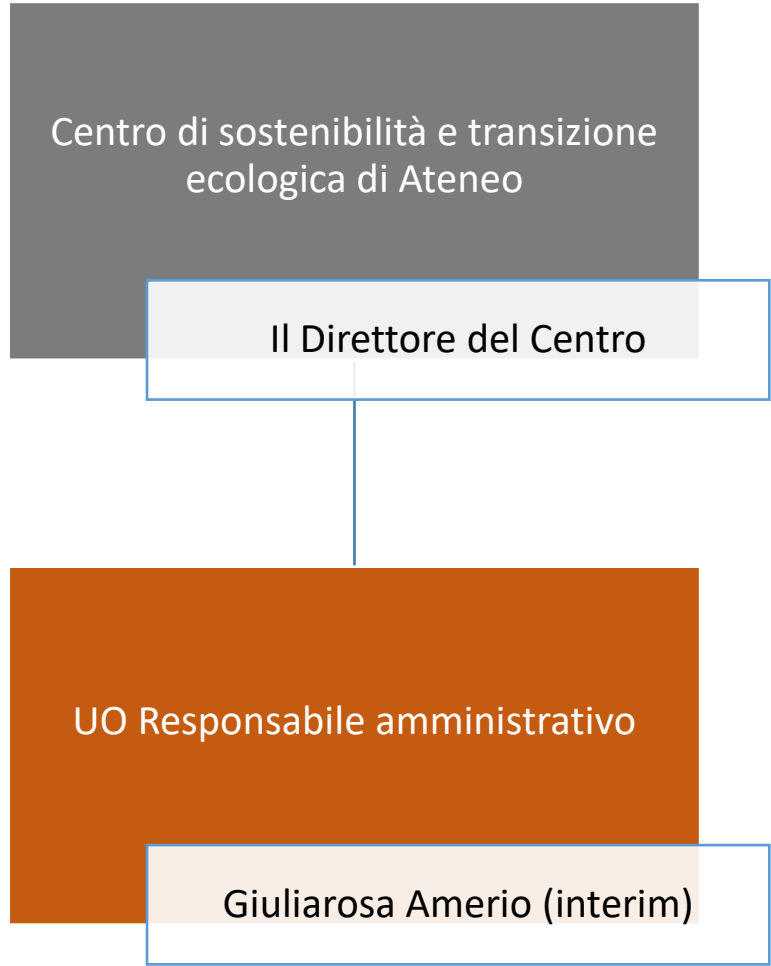 Centro di sostenibilità e transizione
ecologica di Ateneo
Il Direttore del Centro
UO Responsabile amministrativo
Giuliarosa Amerio (interim)